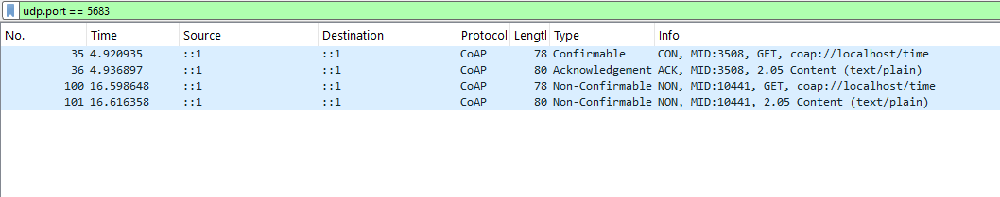 udp.port == 5683
No. Time Source Destination Protocol Lengtl Type Info
35 4.920935 ::1 ::1 CoAP 78 Confirmable CON, MID:3508, GET, coap://localhost/time
36 4.936897 ::1 ::1 CoAP 80 Acknowledgement ACK, MID:3508, 2.05 Content (text/plain)
100 16.598648 ::1 ::1 CoAP 78 Non-Confirmable NON, MID:10441, GET, coap://localhost/time
101 16.616358 ::1 ::1 CoAP 80 Non-Confirmable NON, MID:10441, 2.05 Content (text/plain)